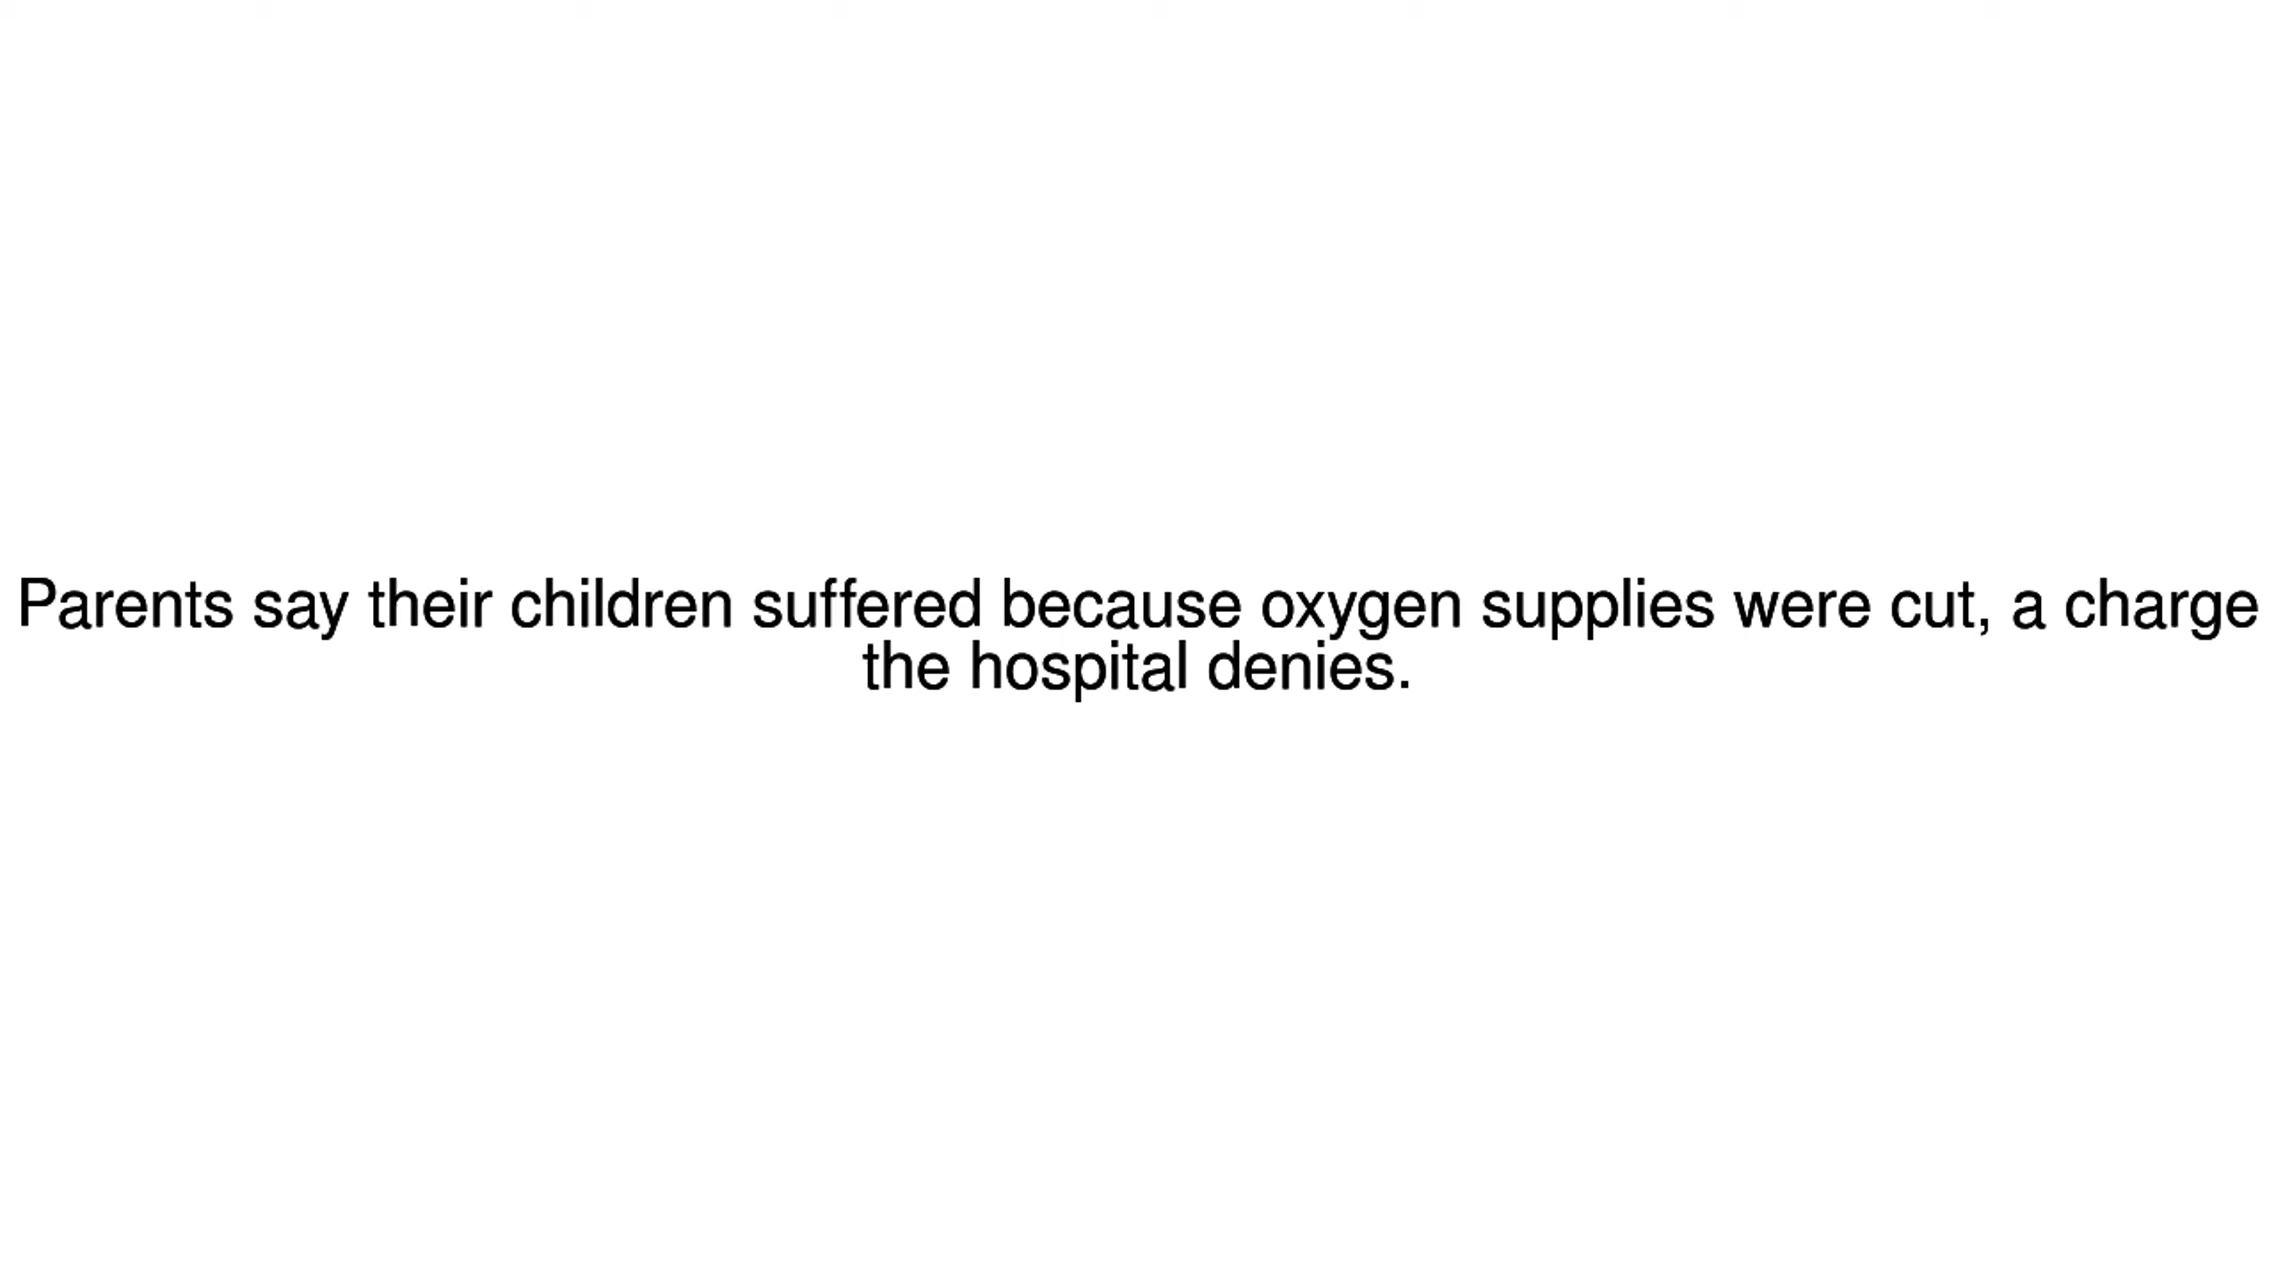 Parents say their children suffered because oxygen supplies were cut, a charge
the hospital denies.